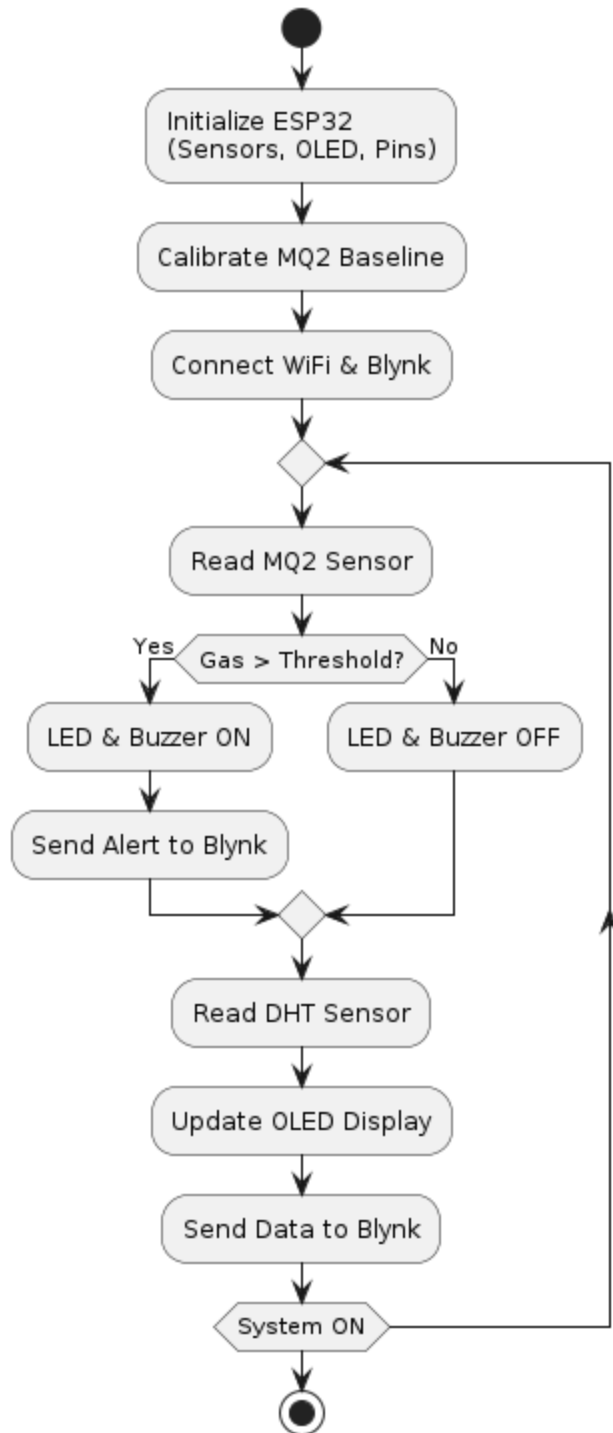 Initialize ESP32
(Sensors, OLED, Pins)
Calibrate MQ2 Baseline
Connect WiFi & Blynk
Read MQ2 Sensor
Yes
Gas > Threshold?
No
LED & Buzzer ON
LED & Buzzer OFF
Send Alert to Blynk
Read DHT Sensor
Update OLED Display
Send Data to Blynk
System ON